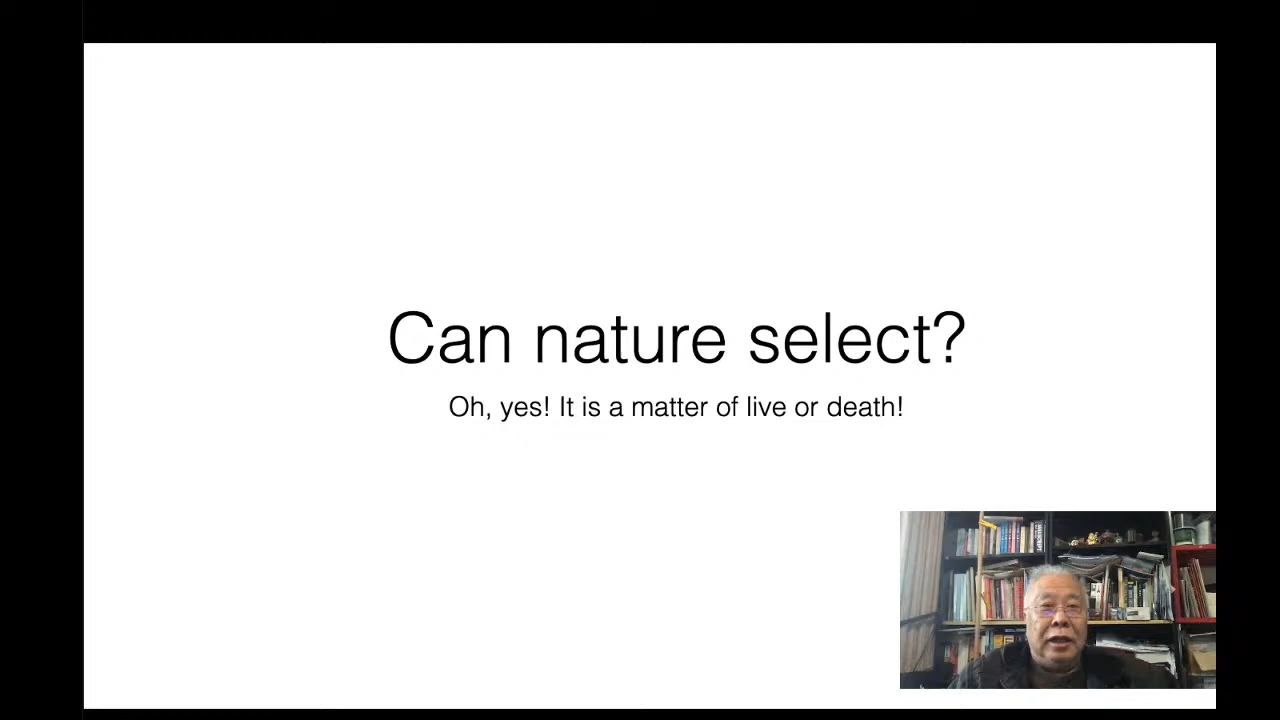 Can nature select?
Oh, yes! It is a matter of live or death!